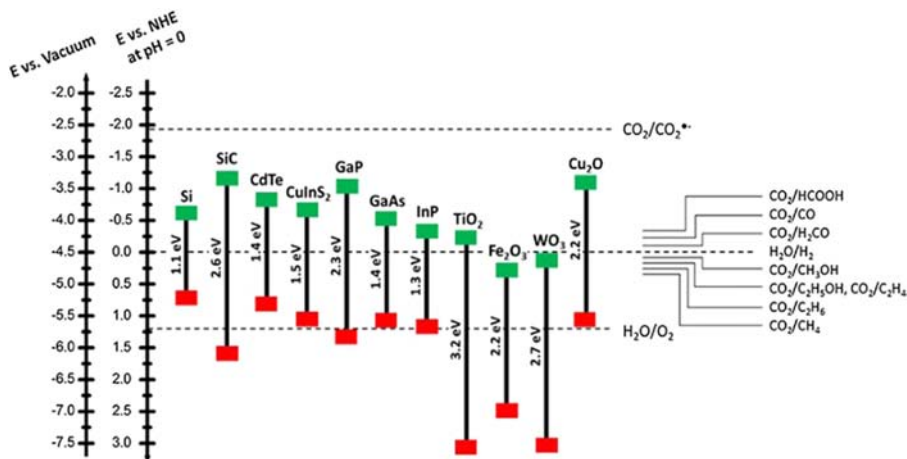 E vs. Vacuum
E vs. NHE
at pH = 0
-2.0
-2.5
-3.0
-3.5
-4.0
-4.5
-5.0
-5.5
-6.0
-6.5
-7.0
-7.5
-2.5
-2.0
-1.5
-1.0
-0.5
0.0
0.5
1.0
1.5
2.0
2.5
3.0
Si
1.1 eV
SiC
2.6 eV
CdTe
1.4 eV
CuInS₂
1.5 eV
GaP
2.3 eV
GaAs
1.4 eV
InP
1.3 eV
TiO₂
3.2 eV
Fe₂O₃
2.2 eV
WO₃
2.7 eV
Cu₂O
2.2 eV
CO₂/CO₂•-
H₂O/O₂
CO₂/HCOOH
CO₂/CO
CO₂/H₂CO
H₂O/H₂
CO₂/CH₃OH
CO₂/C₂H₅OH, CO₂/C₂H₄
CO₂/C₂H₆
CO₂/CH₄